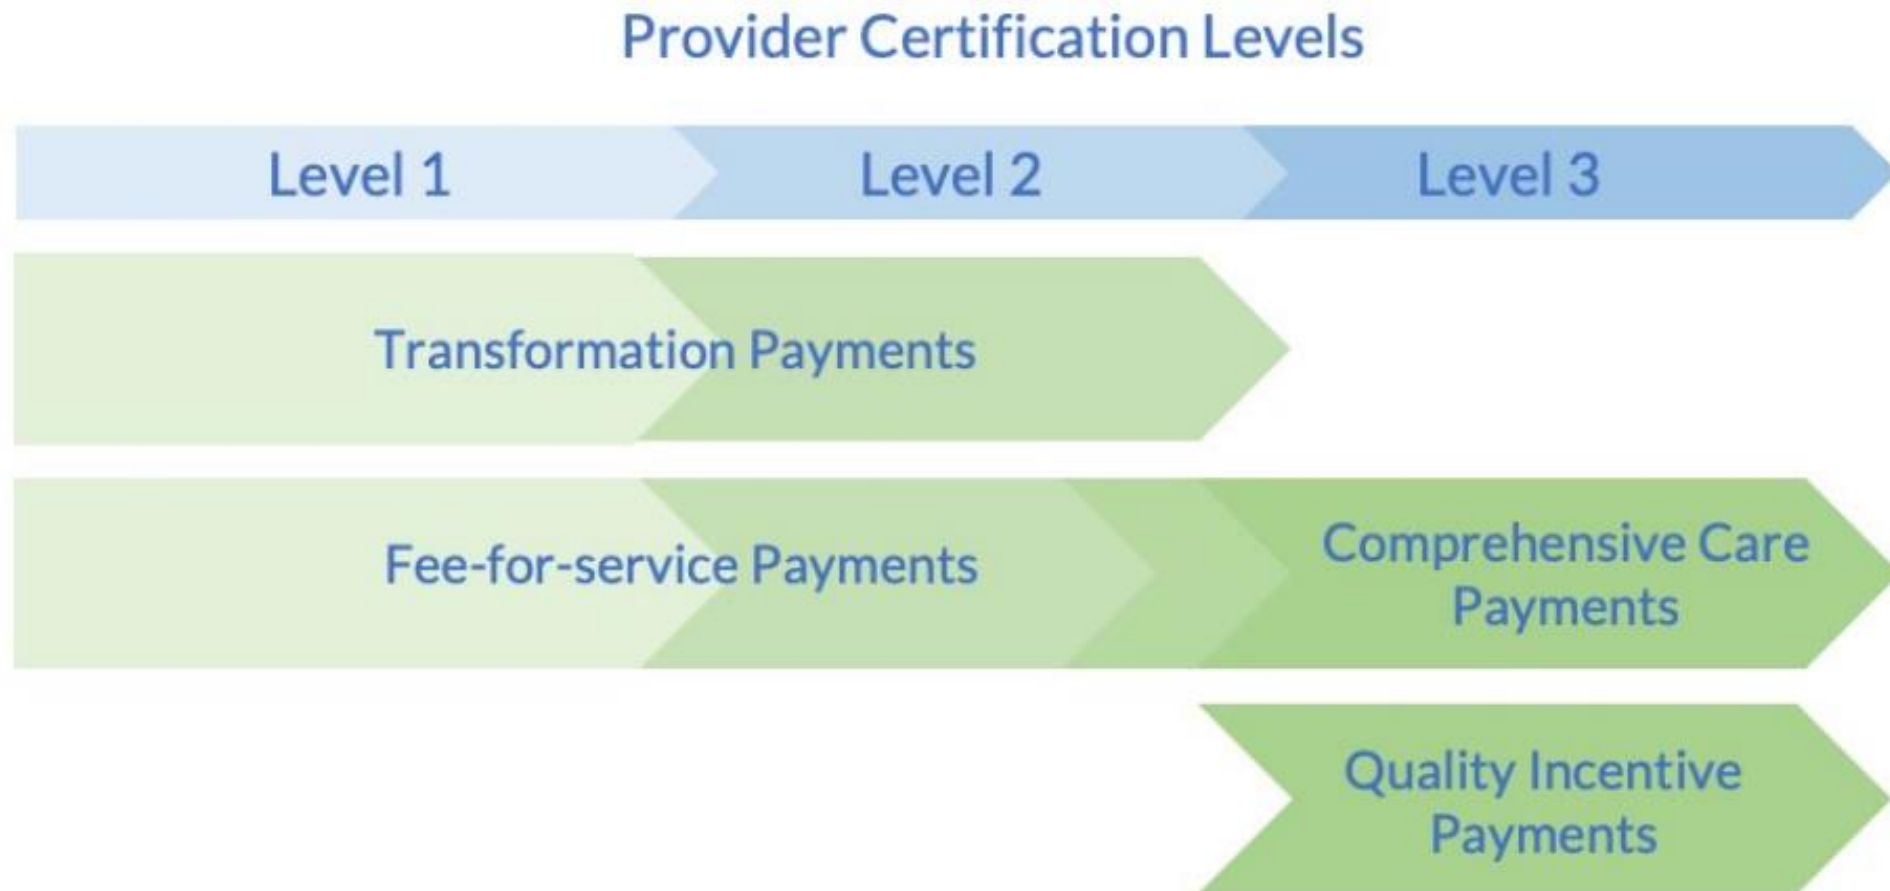 Provider Certification Levels
Level 1
Level 2
Level 3
Transformation Payments
Fee-for-service Payments
Comprehensive Care
Payments
Quality Incentive
Payments